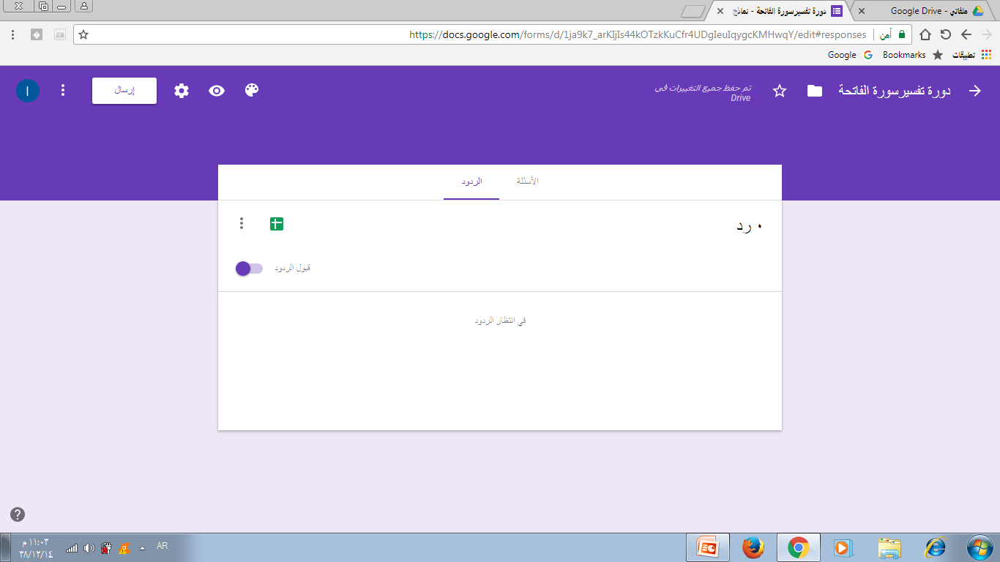 ملفاتي - Google Drive
دورة تفسيرسورة الفاتحة - نماذج
آمن
https://docs.google.com/forms/d/1ja9k7_arKIjIs44kOTzkKuCfr4UDgIeuIqygcKMHwqY/edit#responses
تطبيقات
Bookmarks
Google
دورة تفسيرسورة الفاتحة
تم حفظ جميع التغييرات في
Drive
إرسال
ا
الأسئلة
الردود
٠ رد
قبول الردود
في انتظار الردود
AR
١١:٠٣ م
٣٨/١٢/١٤